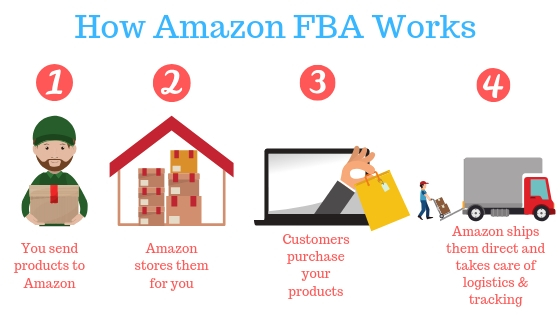 How Amazon FBA Works
1
2
3
4
You send
products to
Amazon
Amazon
stores them
for you
Customers
purchase
your
products
Amazon ships
them direct and
takes care of
logistics &
tracking